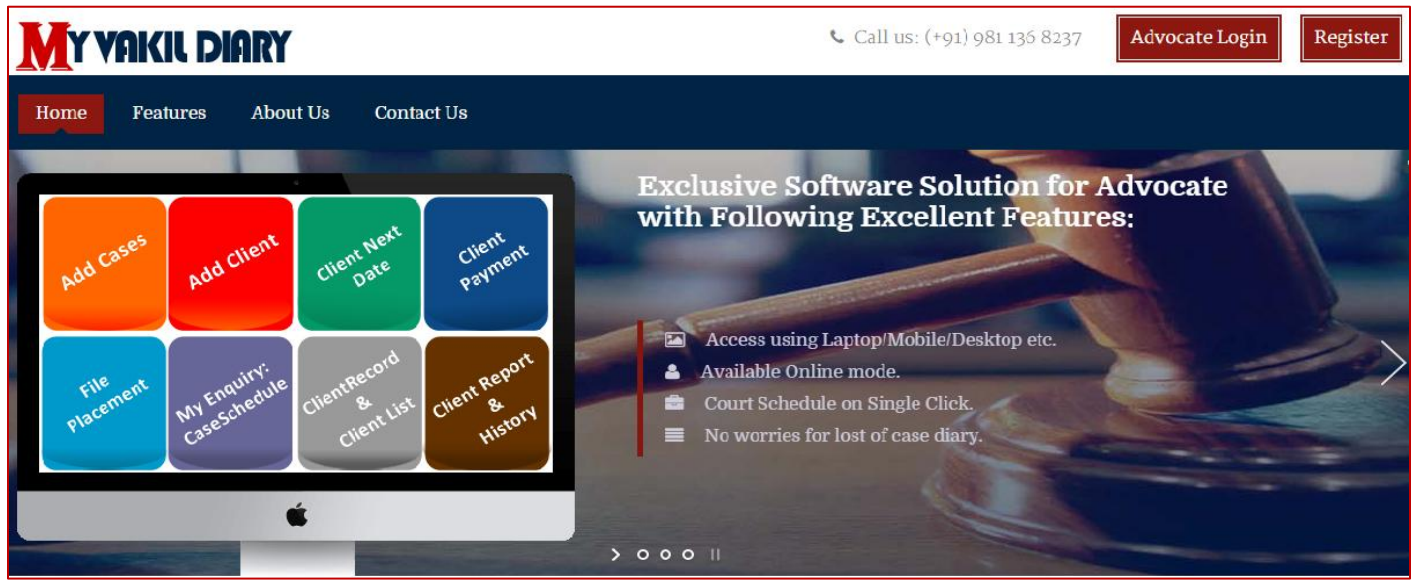 MY VAKIL DIARY
Call us: (+91) 981 136 8237
Advocate Login
Register
Home
Features
About Us
Contact Us
Add Cases
Add Client
Client Next
Date
Client
Payment
File
Placement
My Enquiry:
CaseSchedule
ClientRecord
&
Client List
Client Report
&
History
Exclusive Software Solution for Advocate
with Following Excellent Features:
Access using Laptop/Mobile/Desktop etc.
Available Online mode.
Court Schedule on Single Click.
No worries for lost of case diary.